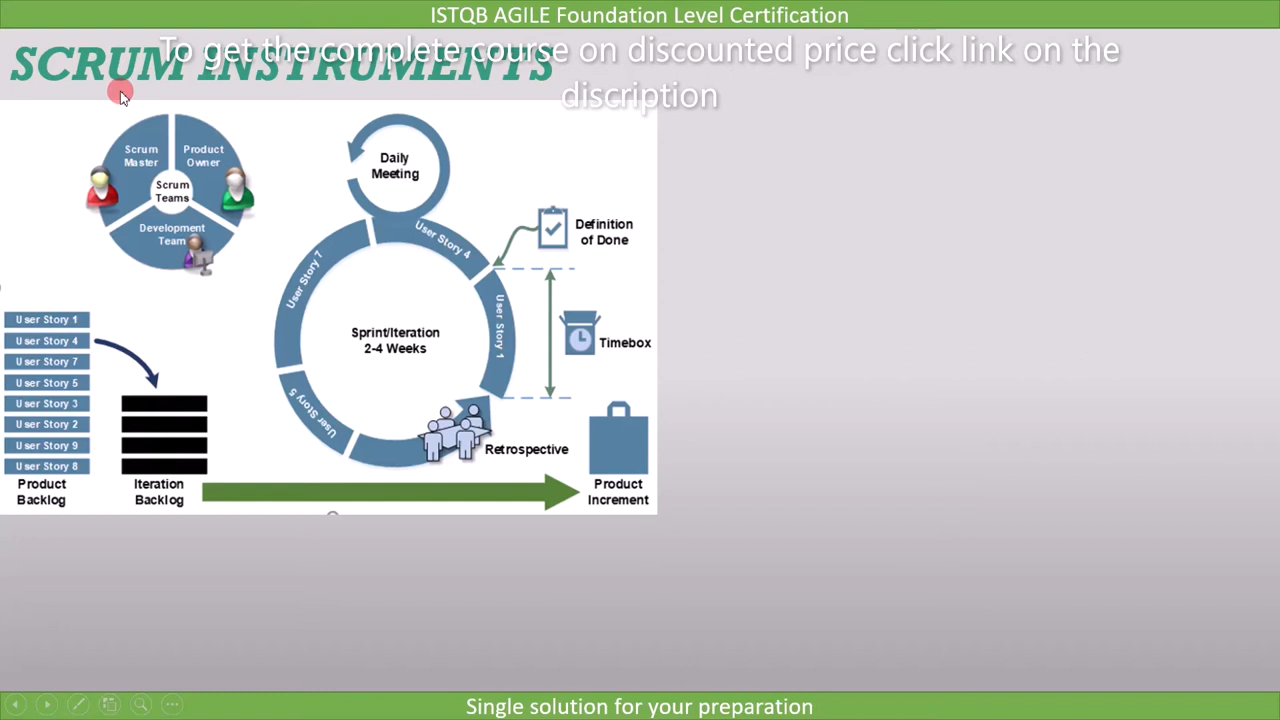 ISTQB AGILE Foundation Level Certification
SCRUM INSTRUMENTS
To get the complete course on discounted price click link on the
discription
Scrum
Master
Product
Owner
Scrum
Teams
Development
Team
Daily
Meeting
User Story 4
User Story 7
User Story 1
User Story 5
Sprint/Iteration
2-4 Weeks
Definition
of Done
Timebox
Retrospective
User Story 1
User Story 4
User Story 7
User Story 5
User Story 3
User Story 2
User Story 9
User Story 8
Product
Backlog
Iteration
Backlog
Product
Increment
Single solution for your preparation